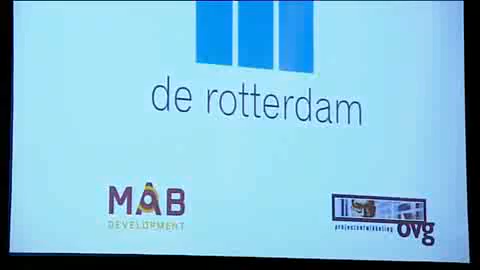 de rotterdam
MAB
DEVELOPMENT
projectontwikkeling
ovg